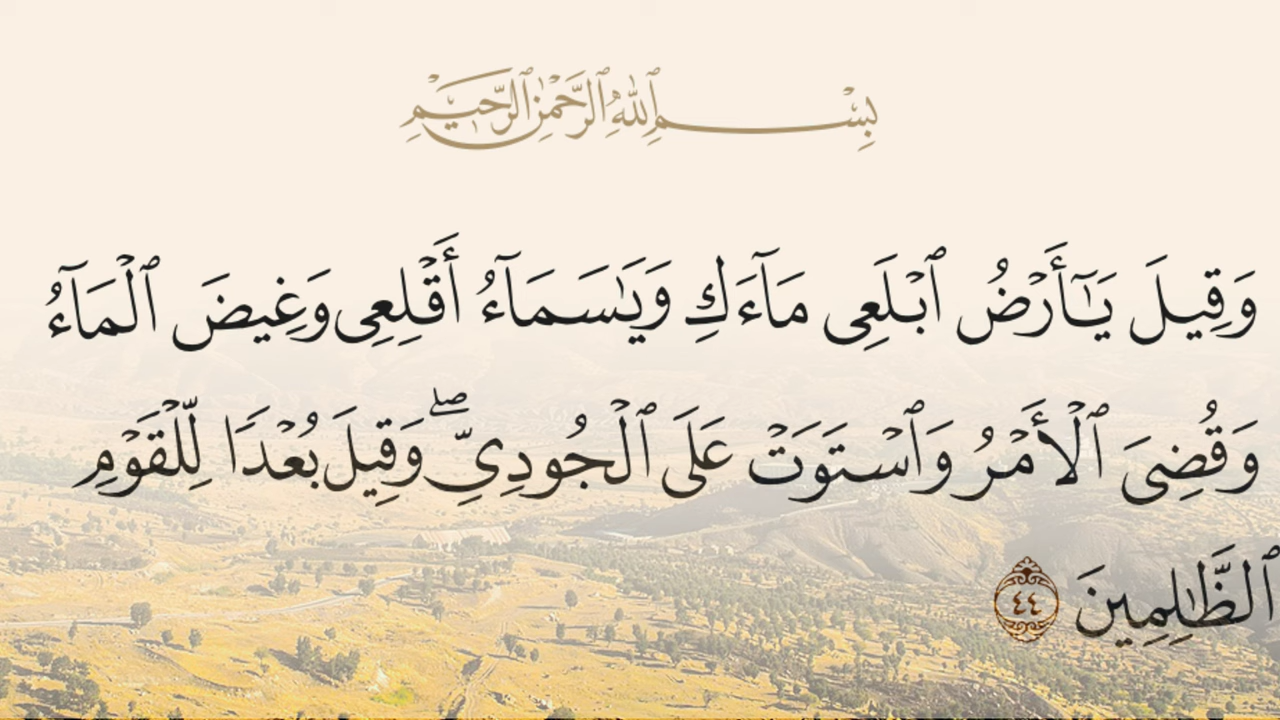 بِسْمِ ٱللَّهِ ٱلرَّحْمَٰنِ ٱلرَّحِيمِ
وَقِيلَ يَٰٓأَرْضُ ٱبْلَعِى مَآءَكِ وَيَٰسَمَآءُ أَقْلِعِى وَغِيضَ ٱلْمَآءُ
وَقُضِىَ ٱلْأَمْرُ وَٱسْتَوَتْ عَلَى ٱلْجُودِىِّ ۖ وَقِيلَ بُعْدًا لِّلْقَوْمِ
ٱلظَّٰلِمِينَ ٤٤